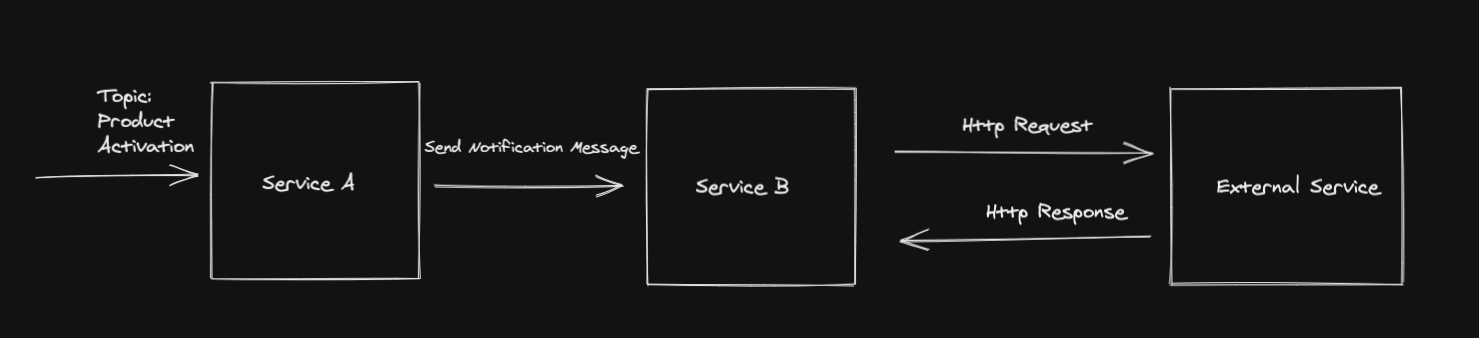 Topic:
Product
Activation
Service A
Send Notification Message
Service B
Http Request
Http Response
External Service